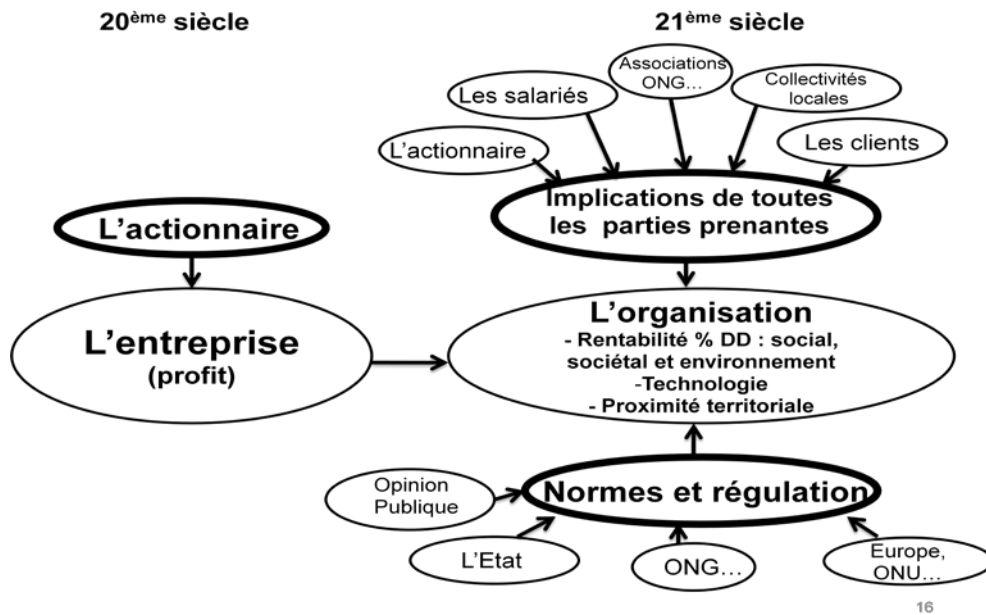 20ème siècle
21ème siècle
Associations
ONG...
Collectivités
locales
Les salariés
Les clients
L'actionnaire
Implications de toutes
les parties prenantes
L'actionnaire
L'entreprise
(profit)
L'organisation
- Rentabilité % DD : social,
sociétal et environnement
-Technologie
- Proximité territoriale
Normes et régulation
Opinion
Publique
L'Etat
ONG...
Europe,
ONU...
16